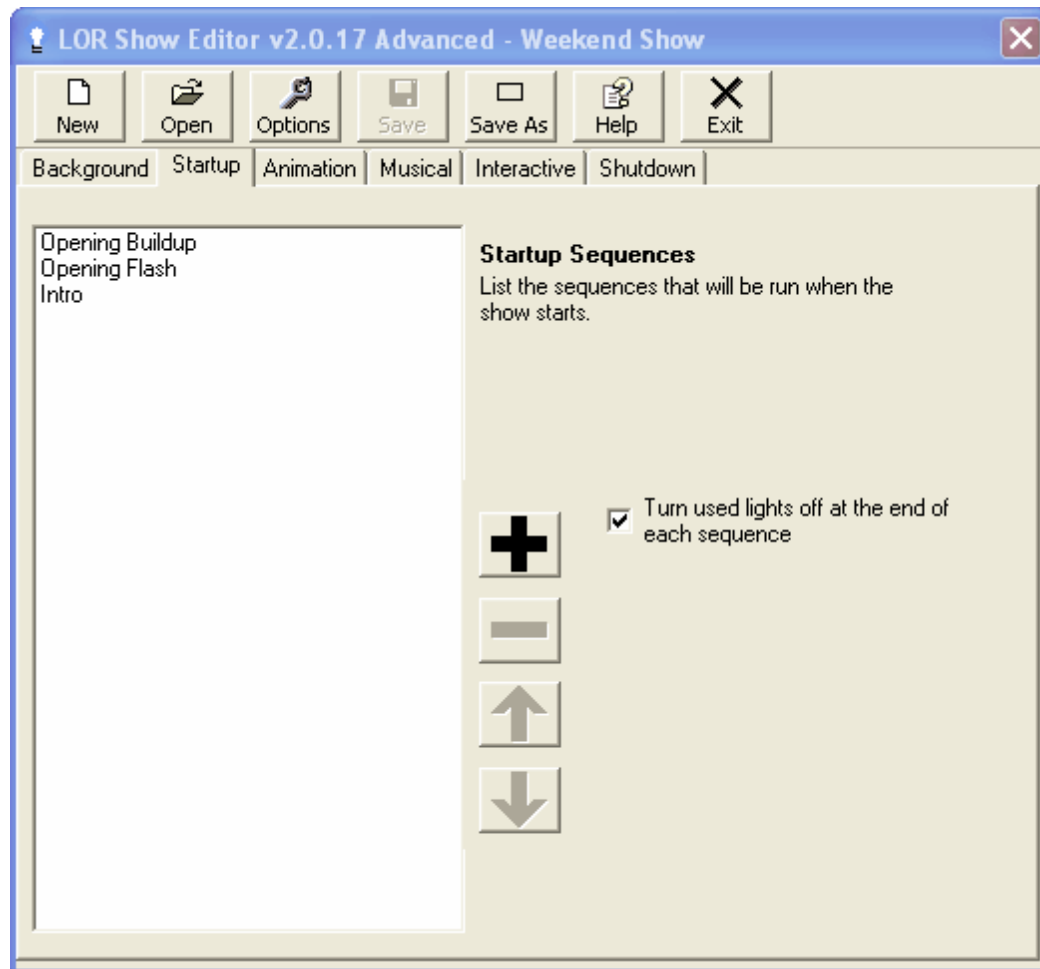 LOR Show Editor v2.0.17 Advanced - Weekend Show
New Open Options Save Save As Help Exit
Background Startup Animation Musical Interactive Shutdown
Opening Buildup
Opening Flash
Intro
Startup Sequences
List the sequences that will be run when the
show starts.
Turn used lights off at the end of
each sequence